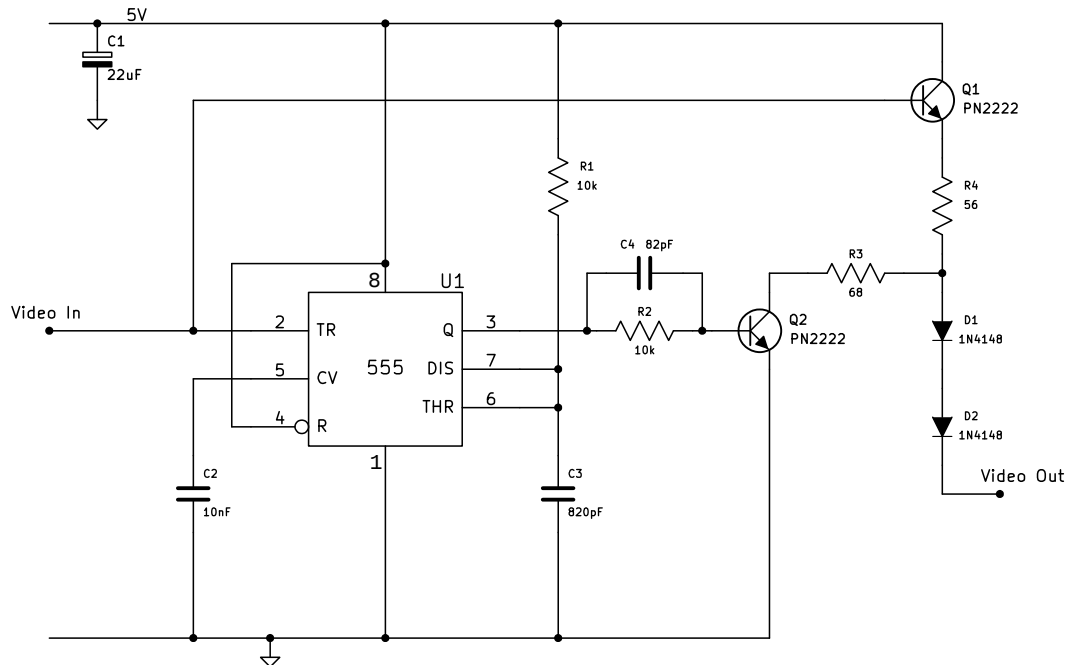 5V
C1
22uF
Q1
PN2222
R1
10k
R4
56
C4 82pF
R3
68
8
U1
Video In
2
TR
Q
3
R2
10k
Q2
PN2222
D1
1N4148
5
CV
555
DIS
7
THR
6
4
R
D2
1N4148
1
C2
10nF
C3
820pF
Video Out